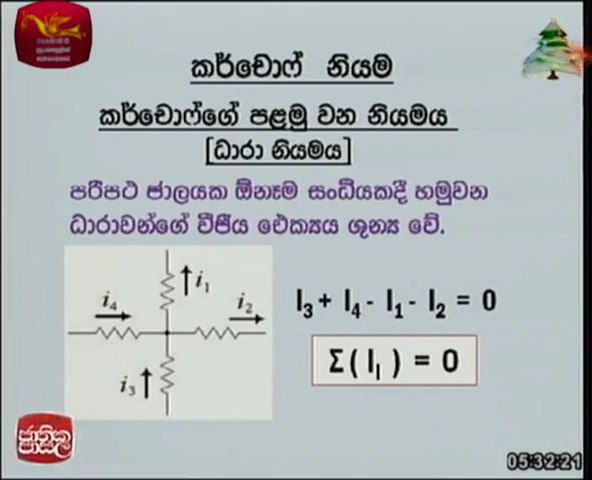 කර්චොෆ් නියම
කර්චොෆ්ගේ පළමු වන නියමය
[ධාරා නියමය]
පරිපථ ජාලයක ඕනෑම සංධියකදී හමුවන
ධාරාවන්ගේ වීජීය ඓක්‍යය ශුන්‍ය වේ.
i₁
i₄
i₂
i₃
I₃ + I₄ - I₁ - I₂ = 0
Σ( I₁ ) = 0
ජාතික
පාසල
05:32:21